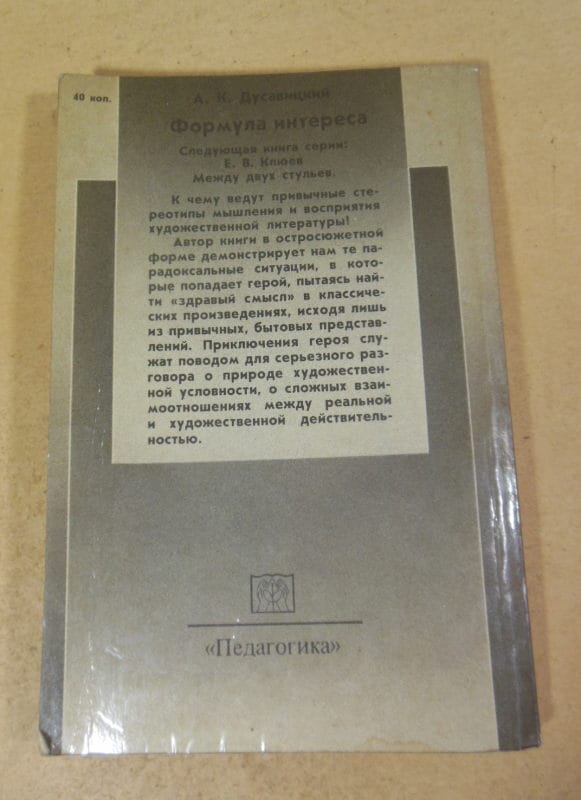 40 коп.
А. К. Дусавицкий
Формула интереса
Следующая книга серии:
Е. В. Клюев
Между двух стульев.
К чему ведут привычные сте-
реотипы мышления и восприятия
художественной литературы!
Автор книги в остросюжетной
форме демонстрирует нам те па-
радоксальные ситуации, в кото-
рые попадает герой, пытаясь най-
ти «здравый смысл» в классичес-
ких произведениях, исходя лишь
из привычных, бытовых представ-
лений. Приключения героя слу-
жат поводом для серьезного раз-
говора о природе художествен-
ной условности, о сложных взаи-
моотношениях между реальной
и художественной действитель-
ностью.
«Педагогика»